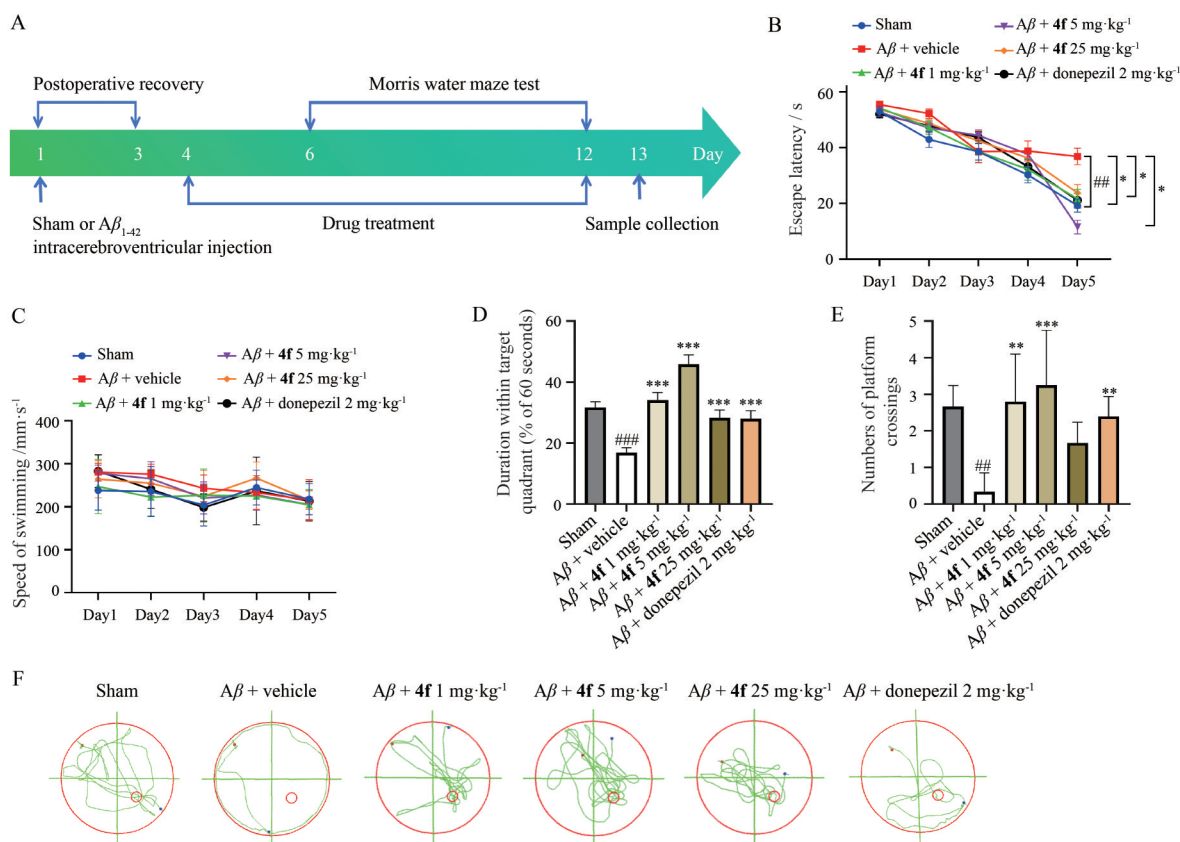 A
Postoperative recovery
Morris water maze test
1 3 4 6 12 13 Day
Sham or Aβ1-42
intracerebroventricular injection
Drug treatment
Sample collection
B
Sham
Aβ + vehicle
Aβ + 4f 1 mg·kg-1
Aβ + 4f 5 mg·kg-1
Aβ + 4f 25 mg·kg-1
Aβ + donepezil 2 mg·kg-1
Escape latency / s
60
40
20
0
## * * *
Day1 Day2 Day3 Day4 Day5
C
Sham
Aβ + vehicle
Aβ + 4f 1 mg·kg-1
Aβ + 4f 5 mg·kg-1
Aβ + 4f 25 mg·kg-1
Aβ + donepezil 2 mg·kg-1
Speed of swimming /mm·s-1
400
300
200
100
0
Day1 Day2 Day3 Day4 Day5
D
Duration within target
quadrant (% of 60 seconds)
60
40
20
0
### *** *** *** ***
Sham
Aβ + vehicle
Aβ + 4f 1 mg·kg-1
Aβ + 4f 5 mg·kg-1
Aβ + 4f 25 mg·kg-1
Aβ + donepezil 2 mg·kg-1
E
Numbers of platform
crossings
5
4
3
2
1
0
## ** *** **
Sham
Aβ + vehicle
Aβ + 4f 1 mg·kg-1
Aβ + 4f 5 mg·kg-1
Aβ + 4f 25 mg·kg-1
Aβ + donepezil 2 mg·kg-1
F
Sham
Aβ + vehicle
Aβ + 4f 1 mg·kg-1
Aβ + 4f 5 mg·kg-1
Aβ + 4f 25 mg·kg-1
Aβ + donepezil 2 mg·kg-1